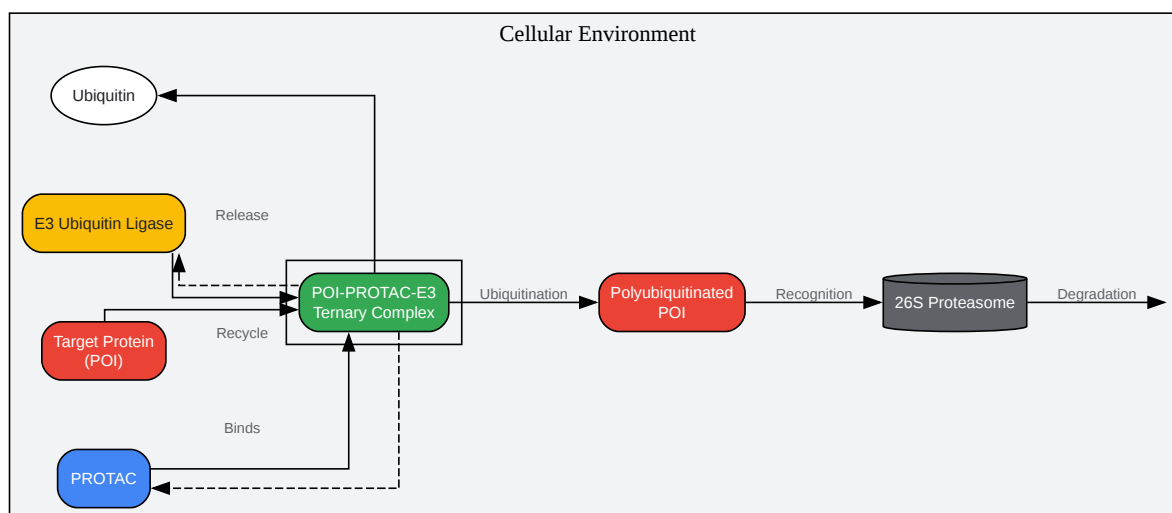 Cellular Environment
Ubiquitin
E3 Ubiquitin Ligase
Release
POI-PROTAC-E3
Ternary Complex
Ubiquitination
Polyubiquitinated
POI
Recognition
26S Proteasome
Degradation
Target Protein
(POI)
Recycle
Binds
PROTAC